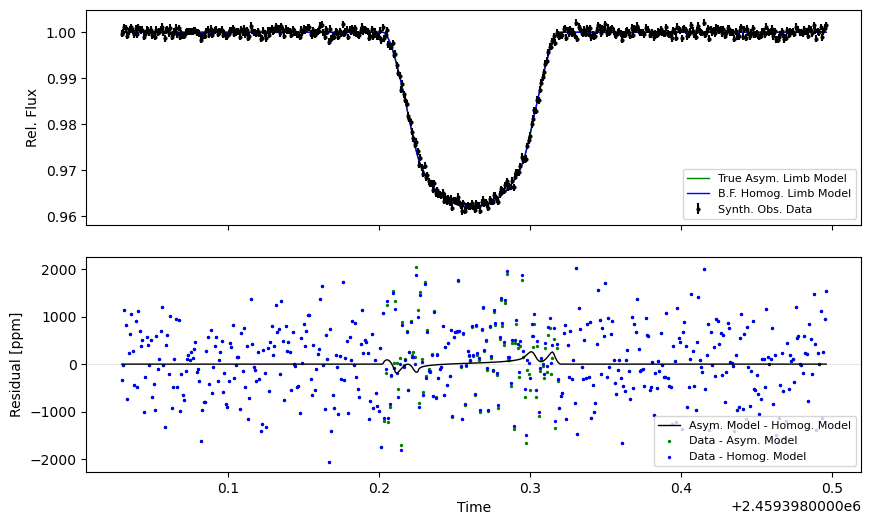 1.00
0.99
0.98
0.97
0.96
Rel. Flux
True Asym. Limb Model
B.F. Homog. Limb Model
Synth. Obs. Data
2000
1000
0
−1000
−2000
Residual [ppm]
Asym. Model - Homog. Model
Data - Asym. Model
Data - Homog. Model
0.1
0.2
0.3
0.4
0.5
Time
+2.4593980000e6